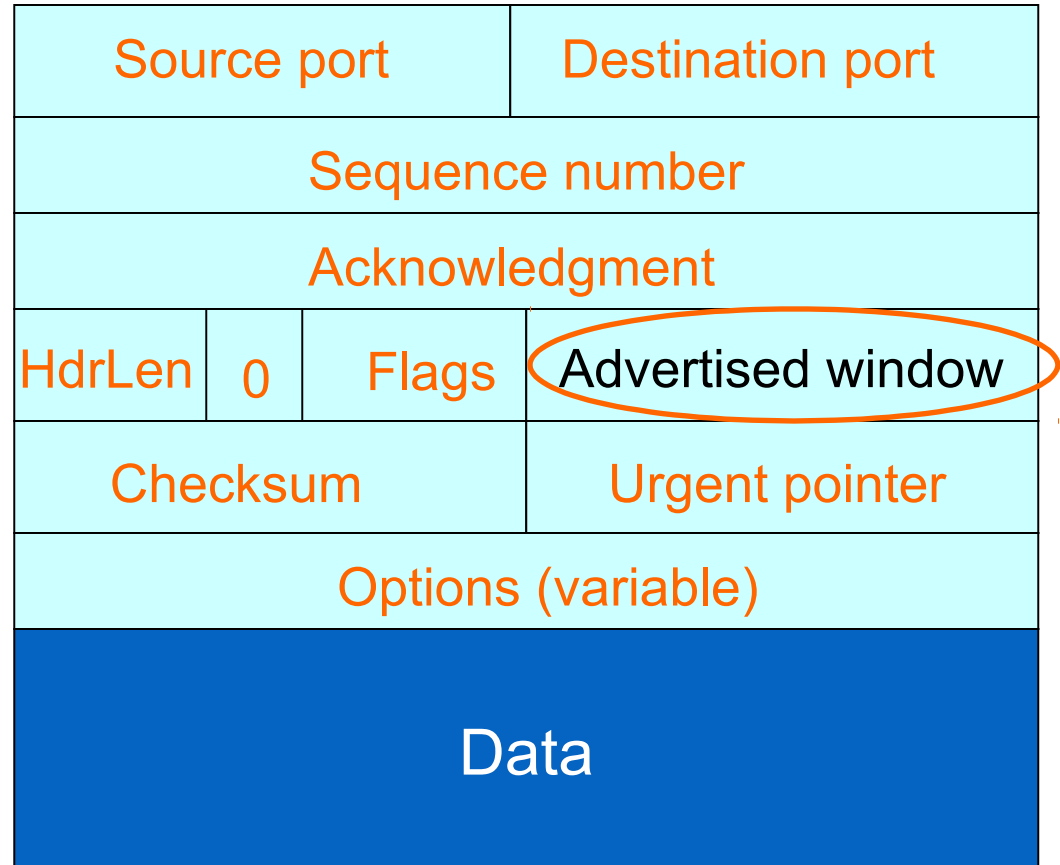 Source port Destination port
Sequence number
Acknowledgment
HdrLen 0 Flags Advertised window
Checksum Urgent pointer
Options (variable)
Data